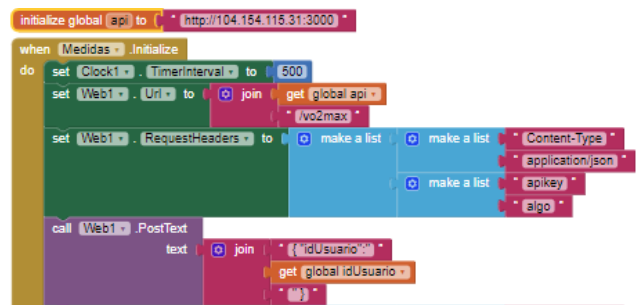 initialize global api to " http://104.154.115.31:3000 "
when Medidas .Initialize
do set Clock1 . TimerInterval to 500
set Web1 . Url to join get global api
" /vo2max "
set Web1 . RequestHeaders to make a list make a list " Content-Type "
" application/json "
make a list " apikey "
" algo "
call Web1 .PostText
text join " {"idUsuario":" "
get global idUsuario
" "} "